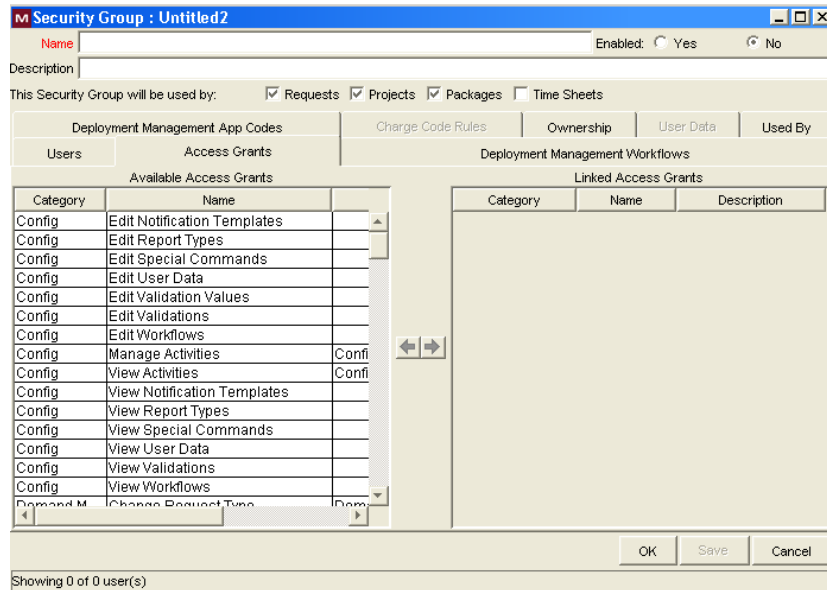 M Security Group : Untitled2
Name Enabled: Yes No
Description
This Security Group will be used by: Requests Projects Packages Time Sheets
Deployment Management App Codes Charge Code Rules Ownership User Data Used By
Users Access Grants Deployment Management Workflows
Available Access Grants Linked Access Grants
Category Name Category Name Description
Config Edit Notification Templates
Config Edit Report Types
Config Edit Special Commands
Config Edit User Data
Config Edit Validation Values
Config Edit Validations
Config Edit Workflows
Config Manage Activities Confi
Config View Activities Confi
Config View Notification Templates
Config View Report Types
Config View Special Commands
Config View User Data
Config View Validations
Config View Workflows
Demand M Change Request Type Dem
OK Save Cancel
Showing 0 of 0 user(s)